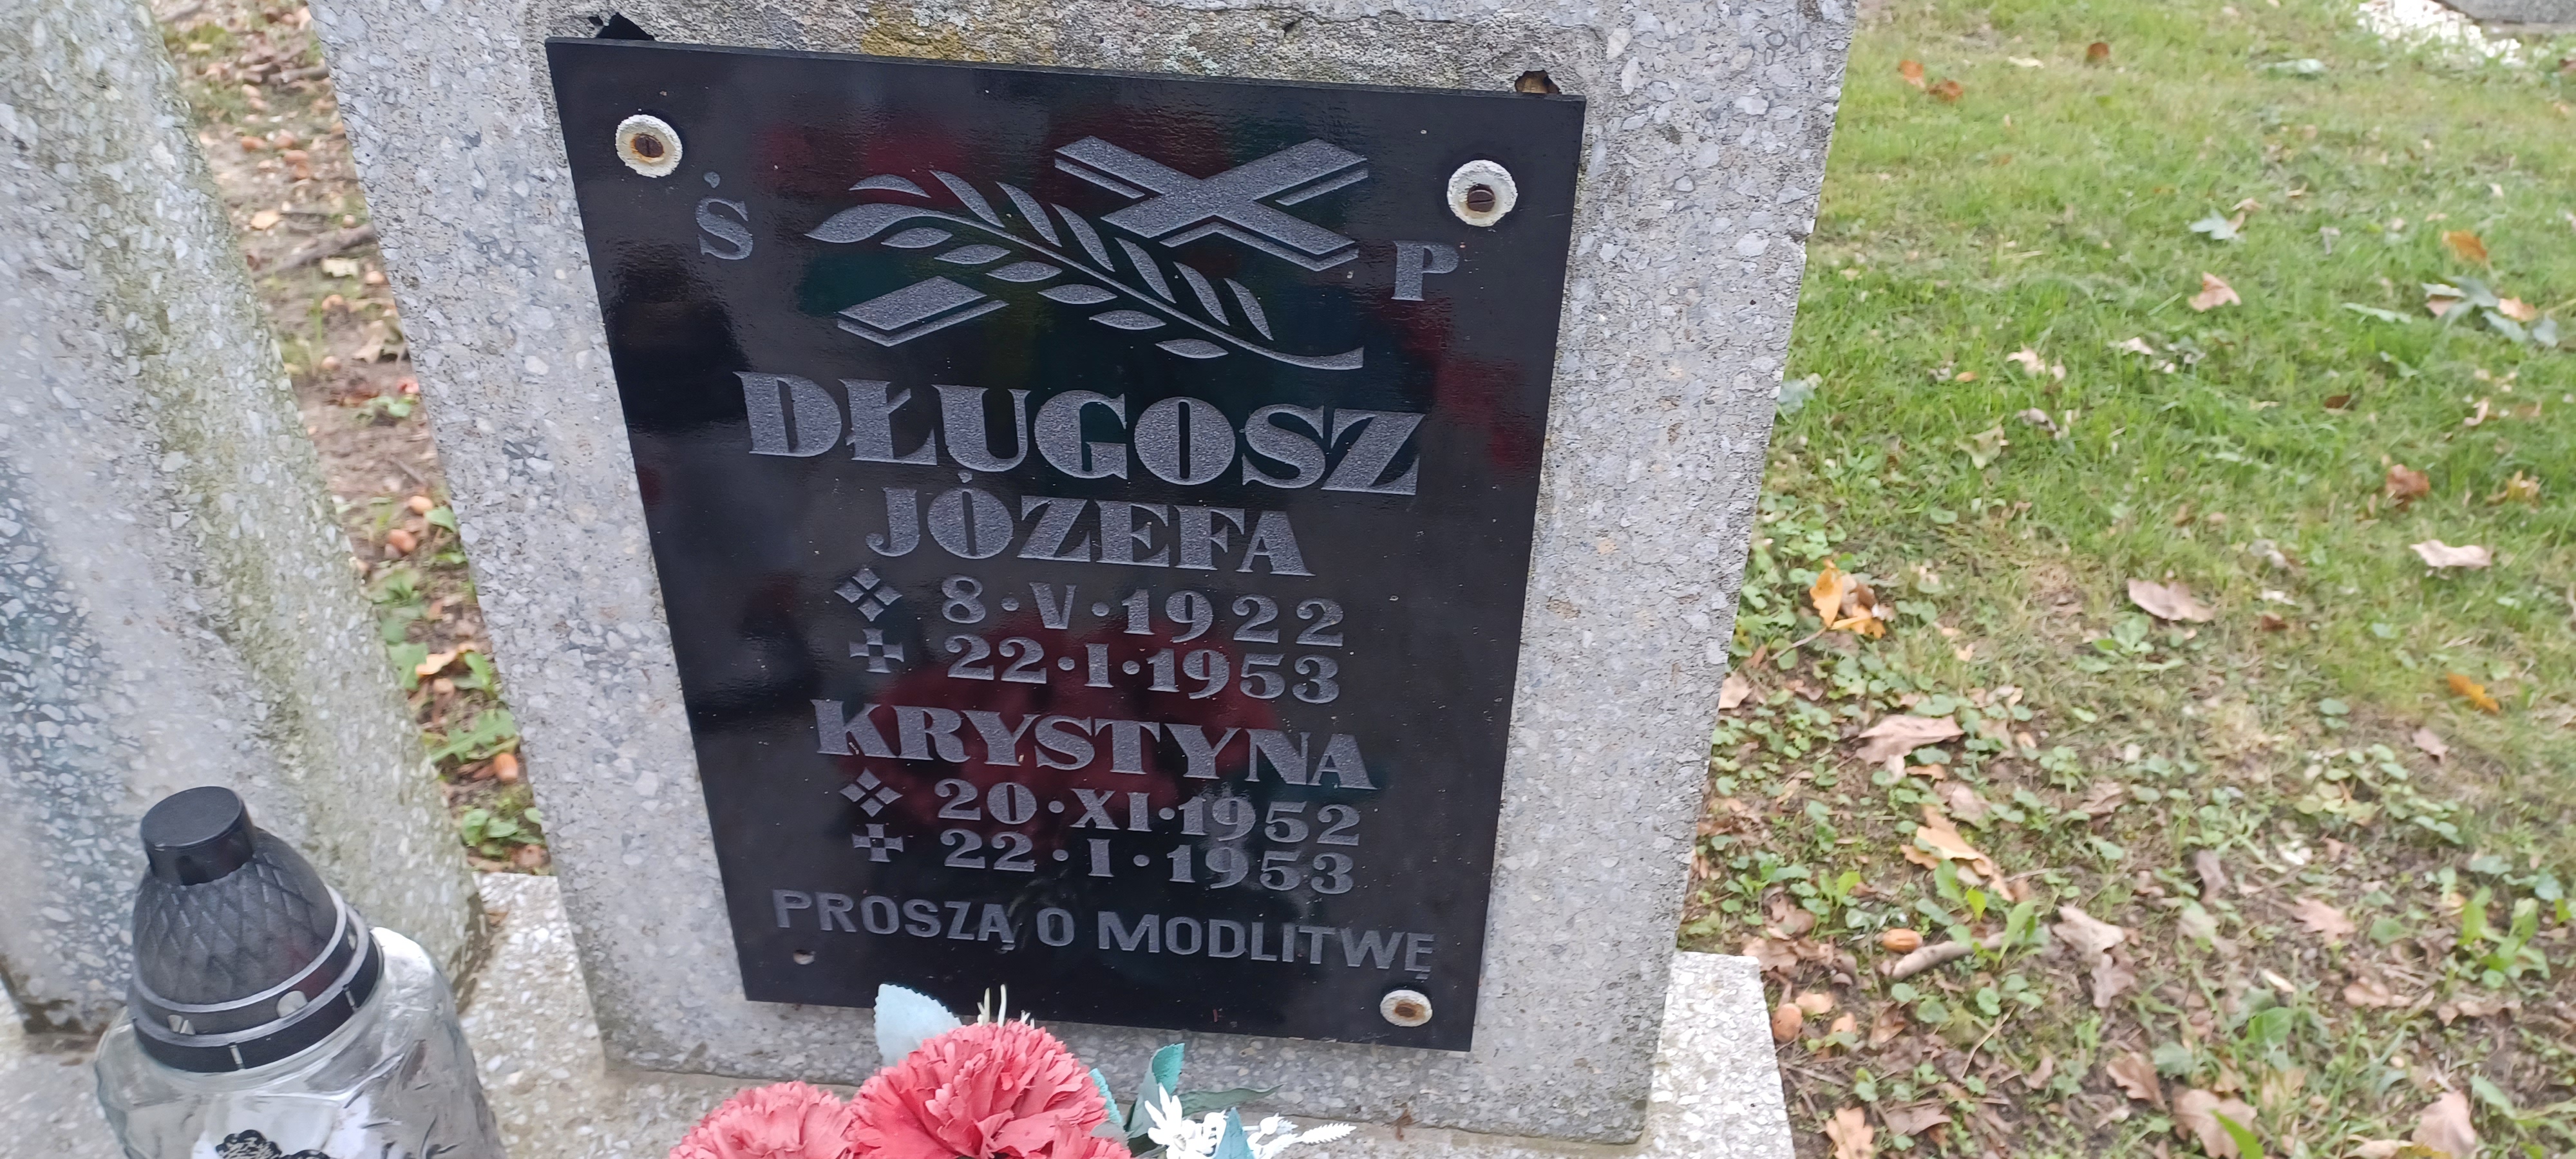 Ś P
DŁUGOSZ
JÓZEFA
8·V·1922
22·I·1953
KRYSTYNA
20·XI·1952
22·I·1953
PROSZĄ O MODLITWĘ